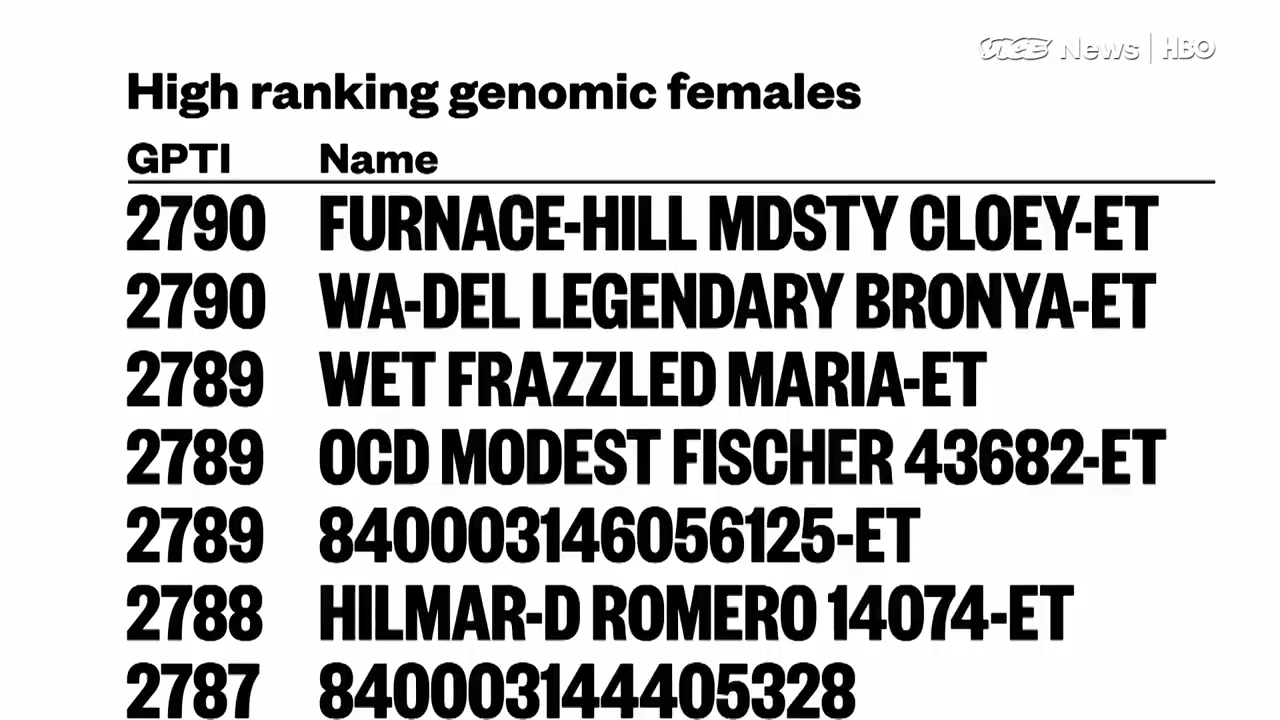 VICE News | HBO
High ranking genomic females
GPTI Name
2790 FURNACE-HILL MDSTY CLOEY-ET
2790 WA-DEL LEGENDARY BRONYA-ET
2789 WET FRAZZLED MARIA-ET
2789 OCD MODEST FISCHER 43682-ET
2789 840003146056125-ET
2788 HILMAR-D ROMERO 14074-ET
2787 840003144405328